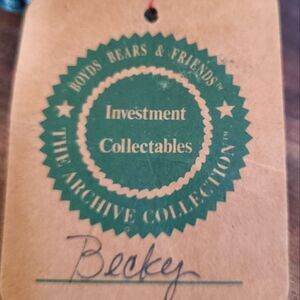 BOYDS BEARS & FRIENDS™
Investment
Collectables
THE ARCHIVE COLLECTION™
Becky